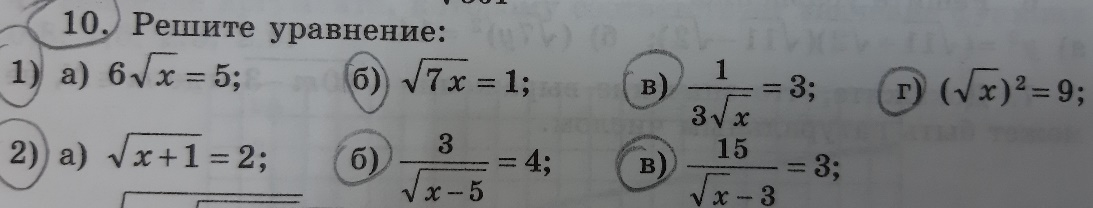 10. Решите уравнение:
1) а) 6√x = 5; б) √7x = 1; в) 1/(3√x) = 3; г) (√x)² = 9;
2) а) √(x+1) = 2; б) 3/√(x−5) = 4; в) 15/(√x − 3) = 3;